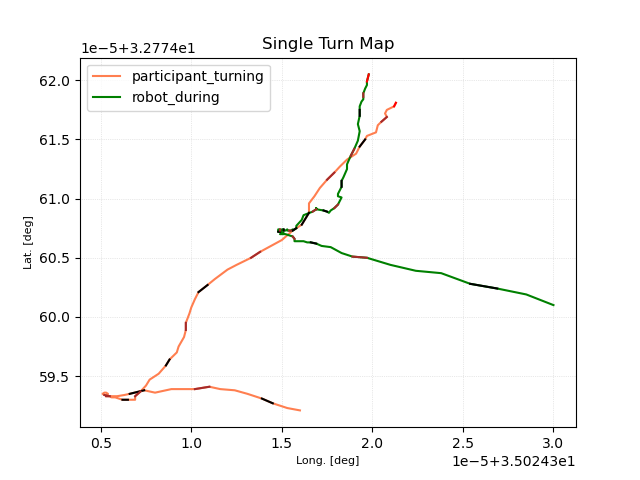 1e−5+3.2774e1
Single Turn Map
participant_turning
robot_during
62.0
61.5
61.0
60.5
60.0
59.5
Lat. [deg]
0.5 1.0 1.5 2.0 2.5 3.0
Long. [deg]
1e−5+3.50243e1